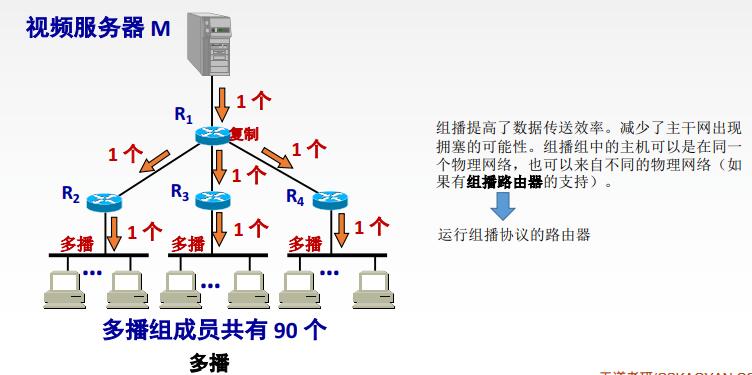 视频服务器 M
1 个
R1
复制
1 个
1 个
1 个
R2
R3
R4
1 个
1 个
1 个
多播
多播
多播
...
...
...
多播组成员共有 90 个
多播
组播提高了数据传送效率。减少了主干网出现
拥塞的可能性。组播组中的主机可以是在同一
个物理网络，也可以来自不同的物理网络（如
果有组播路由器的支持）。
运行组播协议的路由器